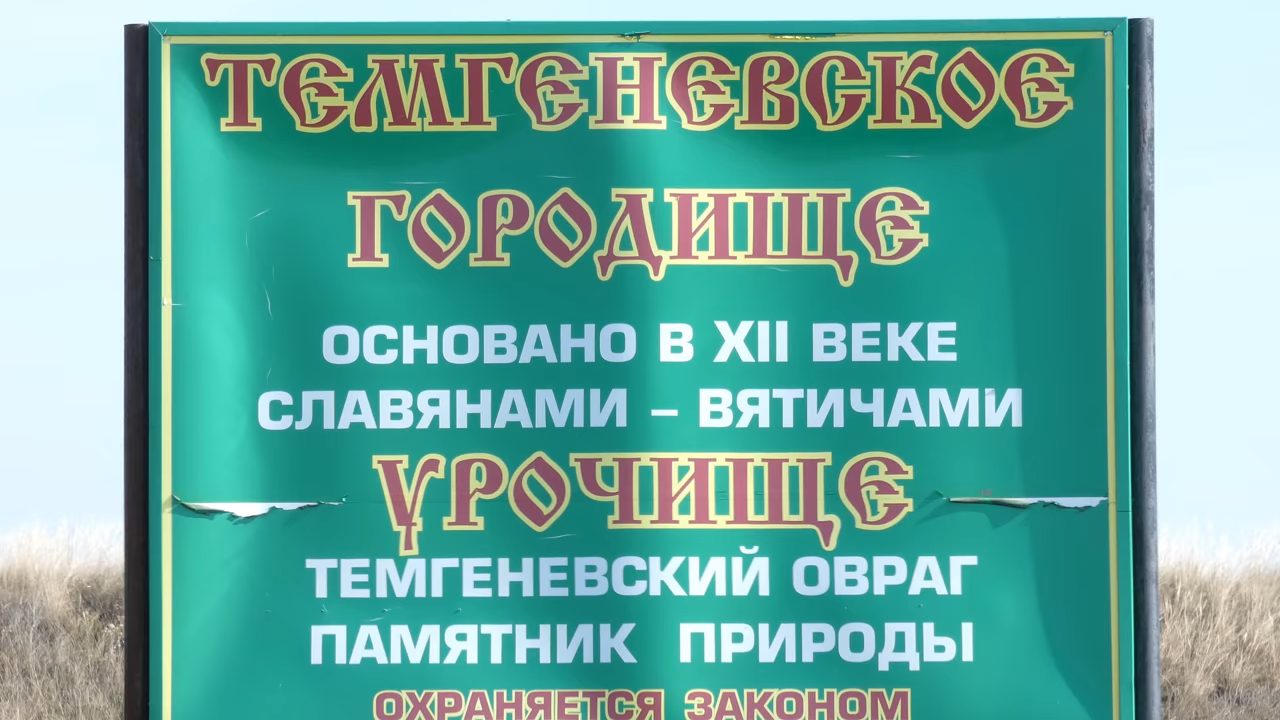 ТЕМГЕНЕВСКОЕ
ГОРОДИЩЕ
ОСНОВАНО В XII ВЕКЕ
СЛАВЯНАМИ – ВЯТИЧАМИ
УРОЧИЩЕ
ТЕМГЕНЕВСКИЙ ОВРАГ
ПАМЯТНИК ПРИРОДЫ
ОХРАНЯЕТСЯ ЗАКОНОМ